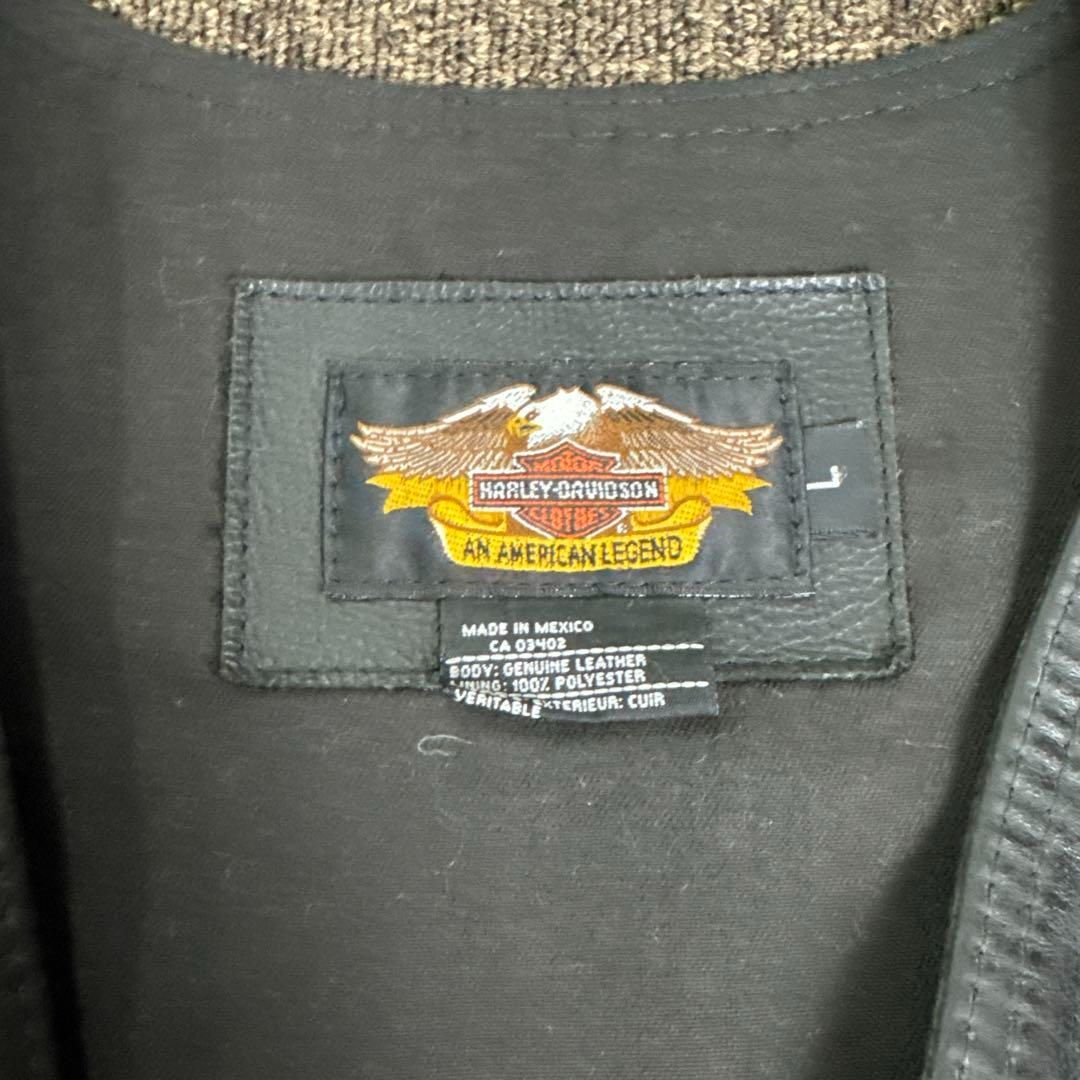 MOTOR
HARLEY-DAVIDSON
CLOTHES
®
AN AMERICAN LEGEND
L
MADE IN MEXICO
CA 03402
BODY: GENUINE LEATHER
LINING: 100% POLYESTER
VERITABLE
EXTERIEUR: CUIR